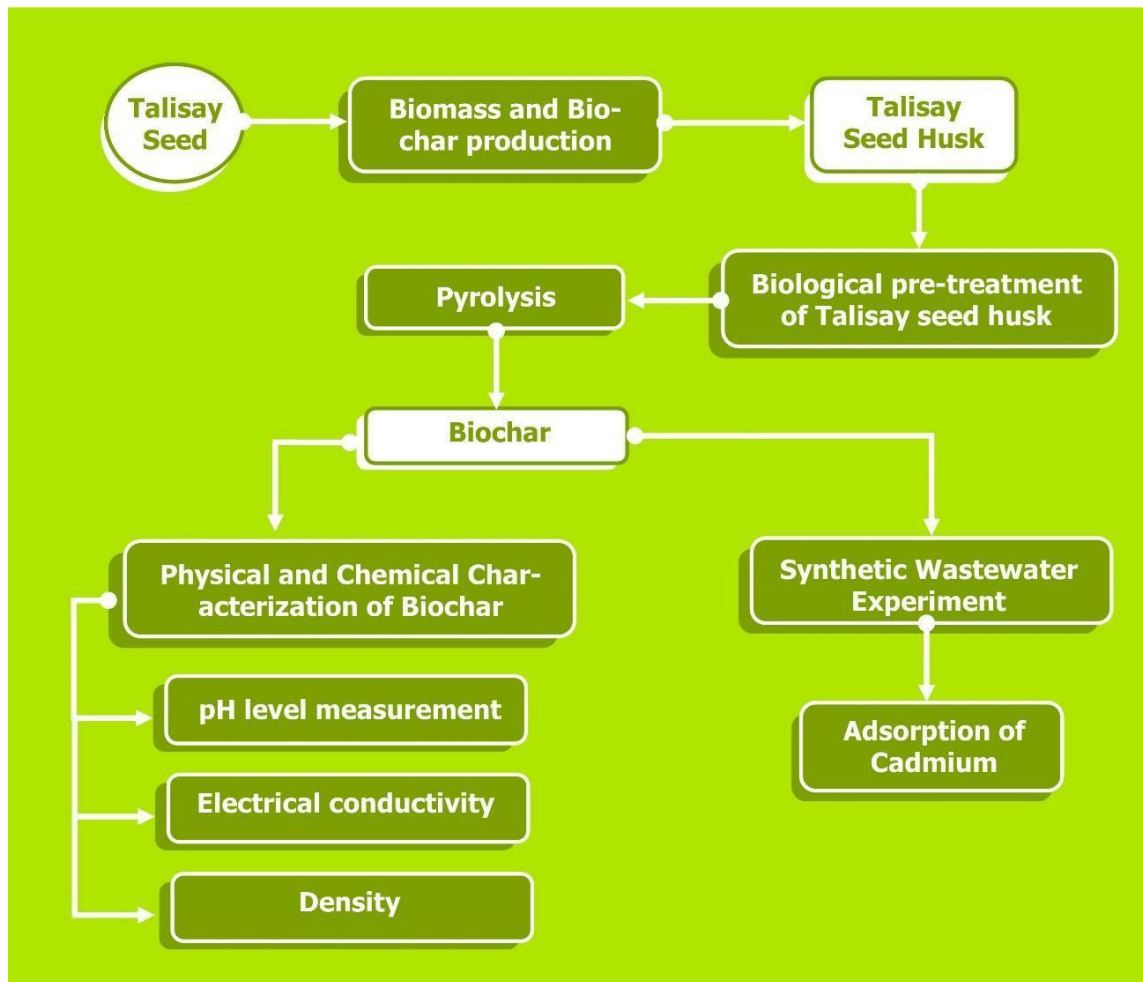 Talisay
Seed
Biomass and Bio-
char production
Talisay
Seed Husk
Biological pre-treatment
of Talisay seed husk
Pyrolysis
Biochar
Physical and Chemical Char-
acterization of Biochar
Synthetic Wastewater
Experiment
pH level measurement
Adsorption of
Cadmium
Electrical conductivity
Density